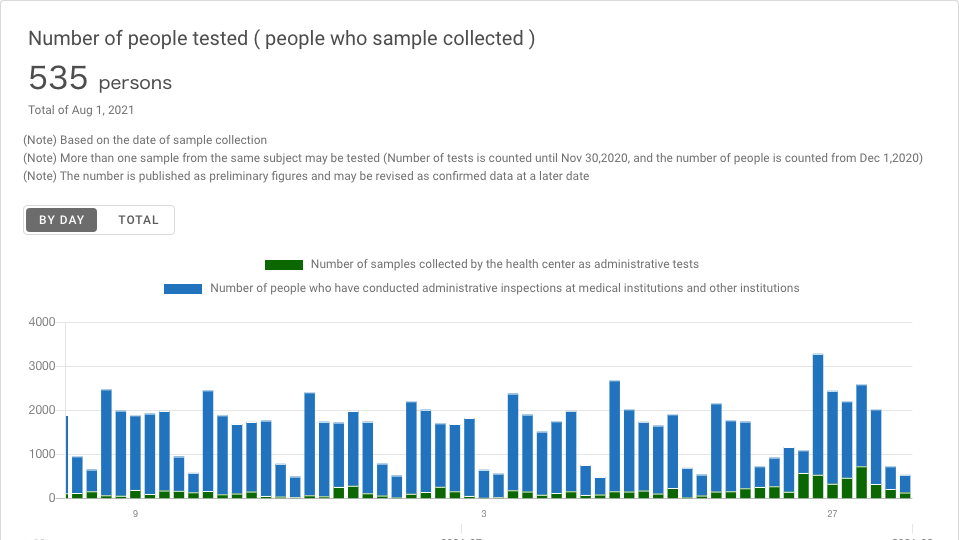 Number of people tested ( people who sample collected )
535 persons
Total of Aug 1, 2021
(Note) Based on the date of sample collection
(Note) More than one sample from the same subject may be tested (Number of tests is counted until Nov 30,2020, and the number of people is counted from Dec 1,2020)
(Note) The number is published as preliminary figures and may be revised as confirmed data at a later date
BY DAY TOTAL
Number of samples collected by the health center as administrative tests
Number of people who have conducted administrative inspections at medical institutions and other institutions
4000
3000
2000
1000
0
9 3 27